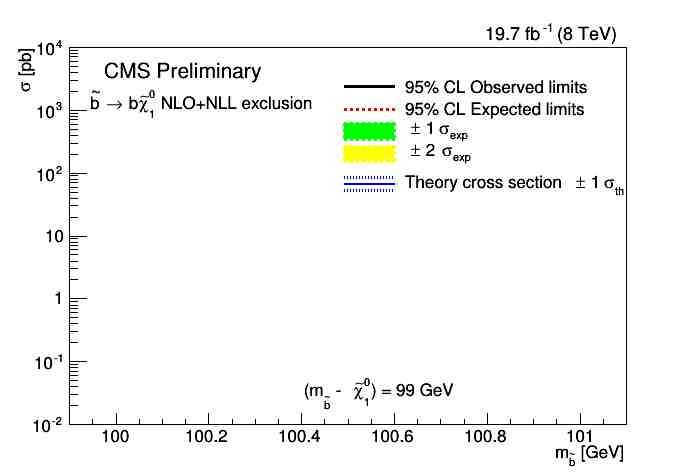 19.7 fb⁻¹ (8 TeV)
σ [pb]
CMS Preliminary
b̃ → bχ̃⁰₁ NLO+NLL exclusion
95% CL Observed limits
95% CL Expected limits
± 1 σexp
± 2 σexp
Theory cross section ± 1 σth
10⁴
10³
10²
10
1
10⁻¹
10⁻²
(m_b̃ - χ̃⁰₁) = 99 GeV
100 100.2 100.4 100.6 100.8 101
m_b̃ [GeV]